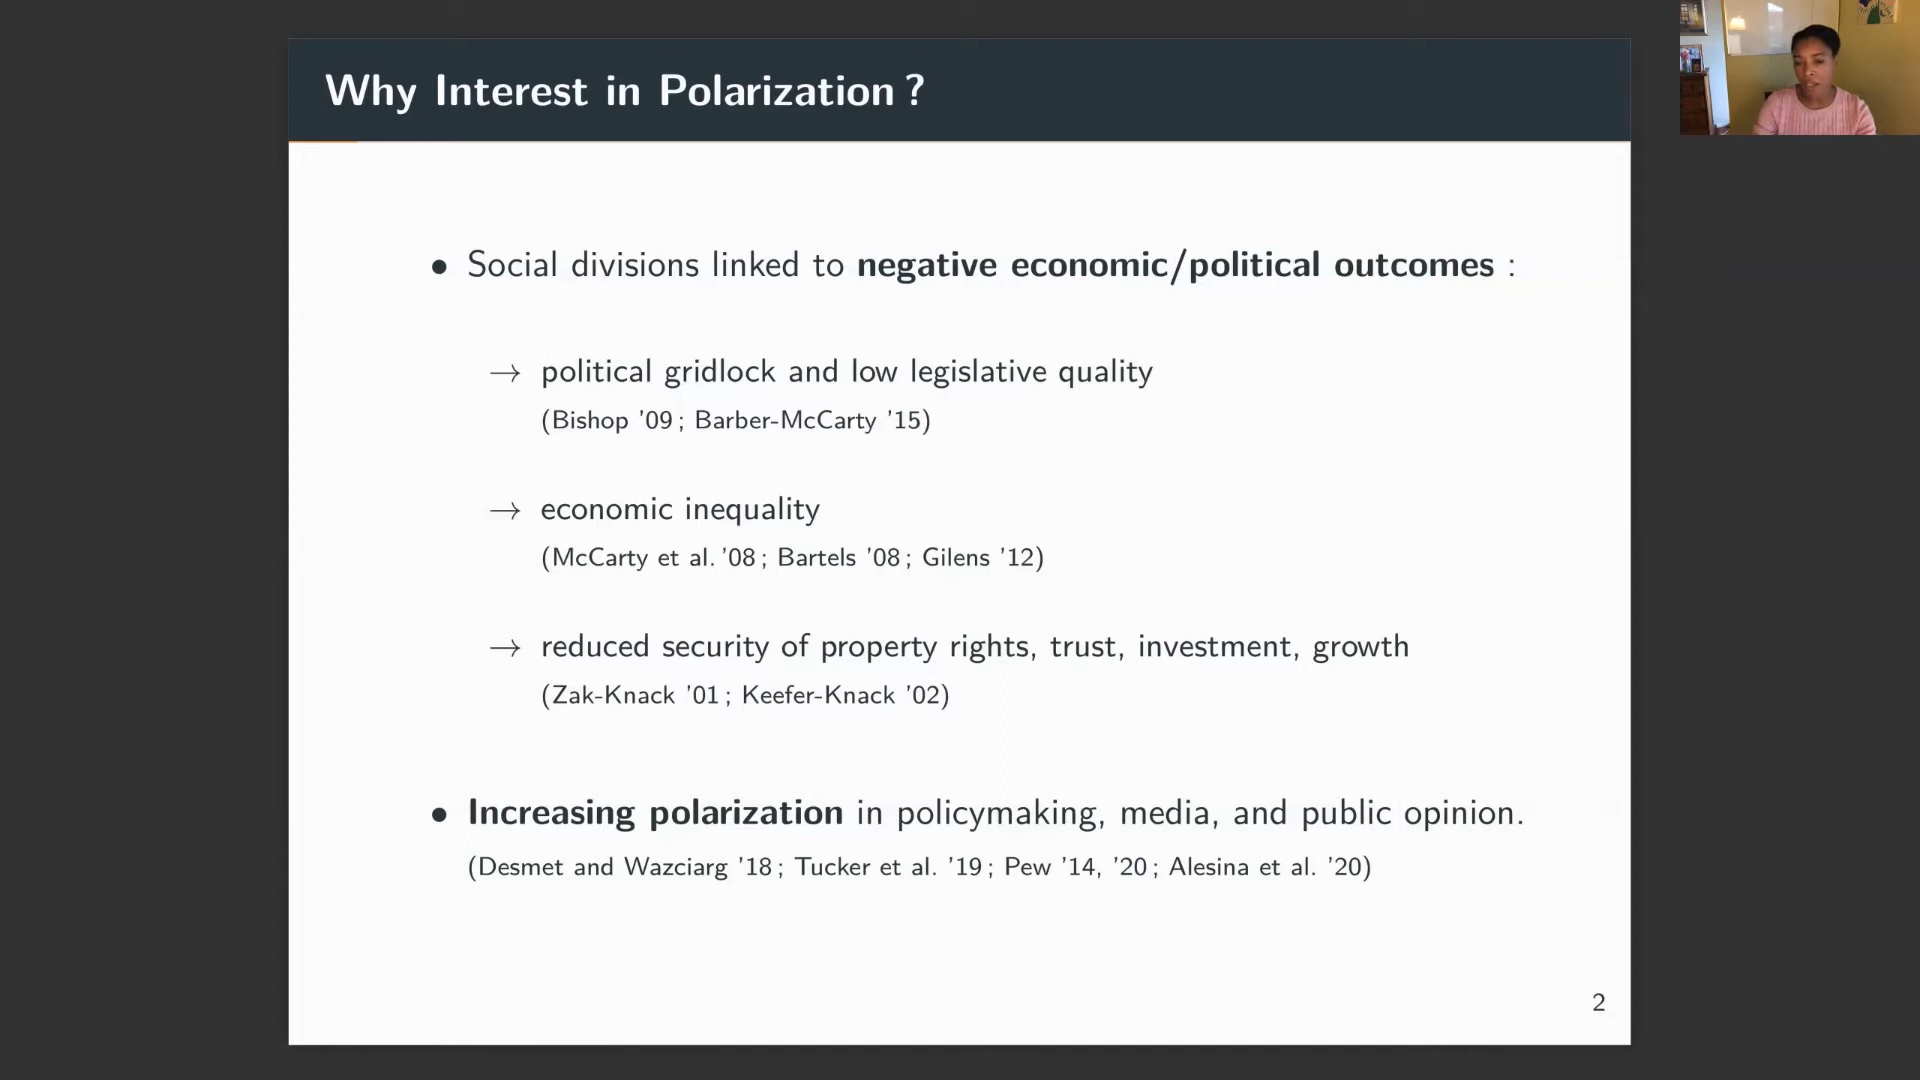 Why Interest in Polarization ?
• Social divisions linked to negative economic/political outcomes :
→ political gridlock and low legislative quality
(Bishop ’09 ; Barber-McCarty ’15)
→ economic inequality
(McCarty et al. ’08 ; Bartels ’08 ; Gilens ’12)
→ reduced security of property rights, trust, investment, growth
(Zak-Knack ’01 ; Keefer-Knack ’02)
• Increasing polarization in policymaking, media, and public opinion.
(Desmet and Wazciarg ’18 ; Tucker et al. ’19 ; Pew ’14, ’20 ; Alesina et al. ’20)
2